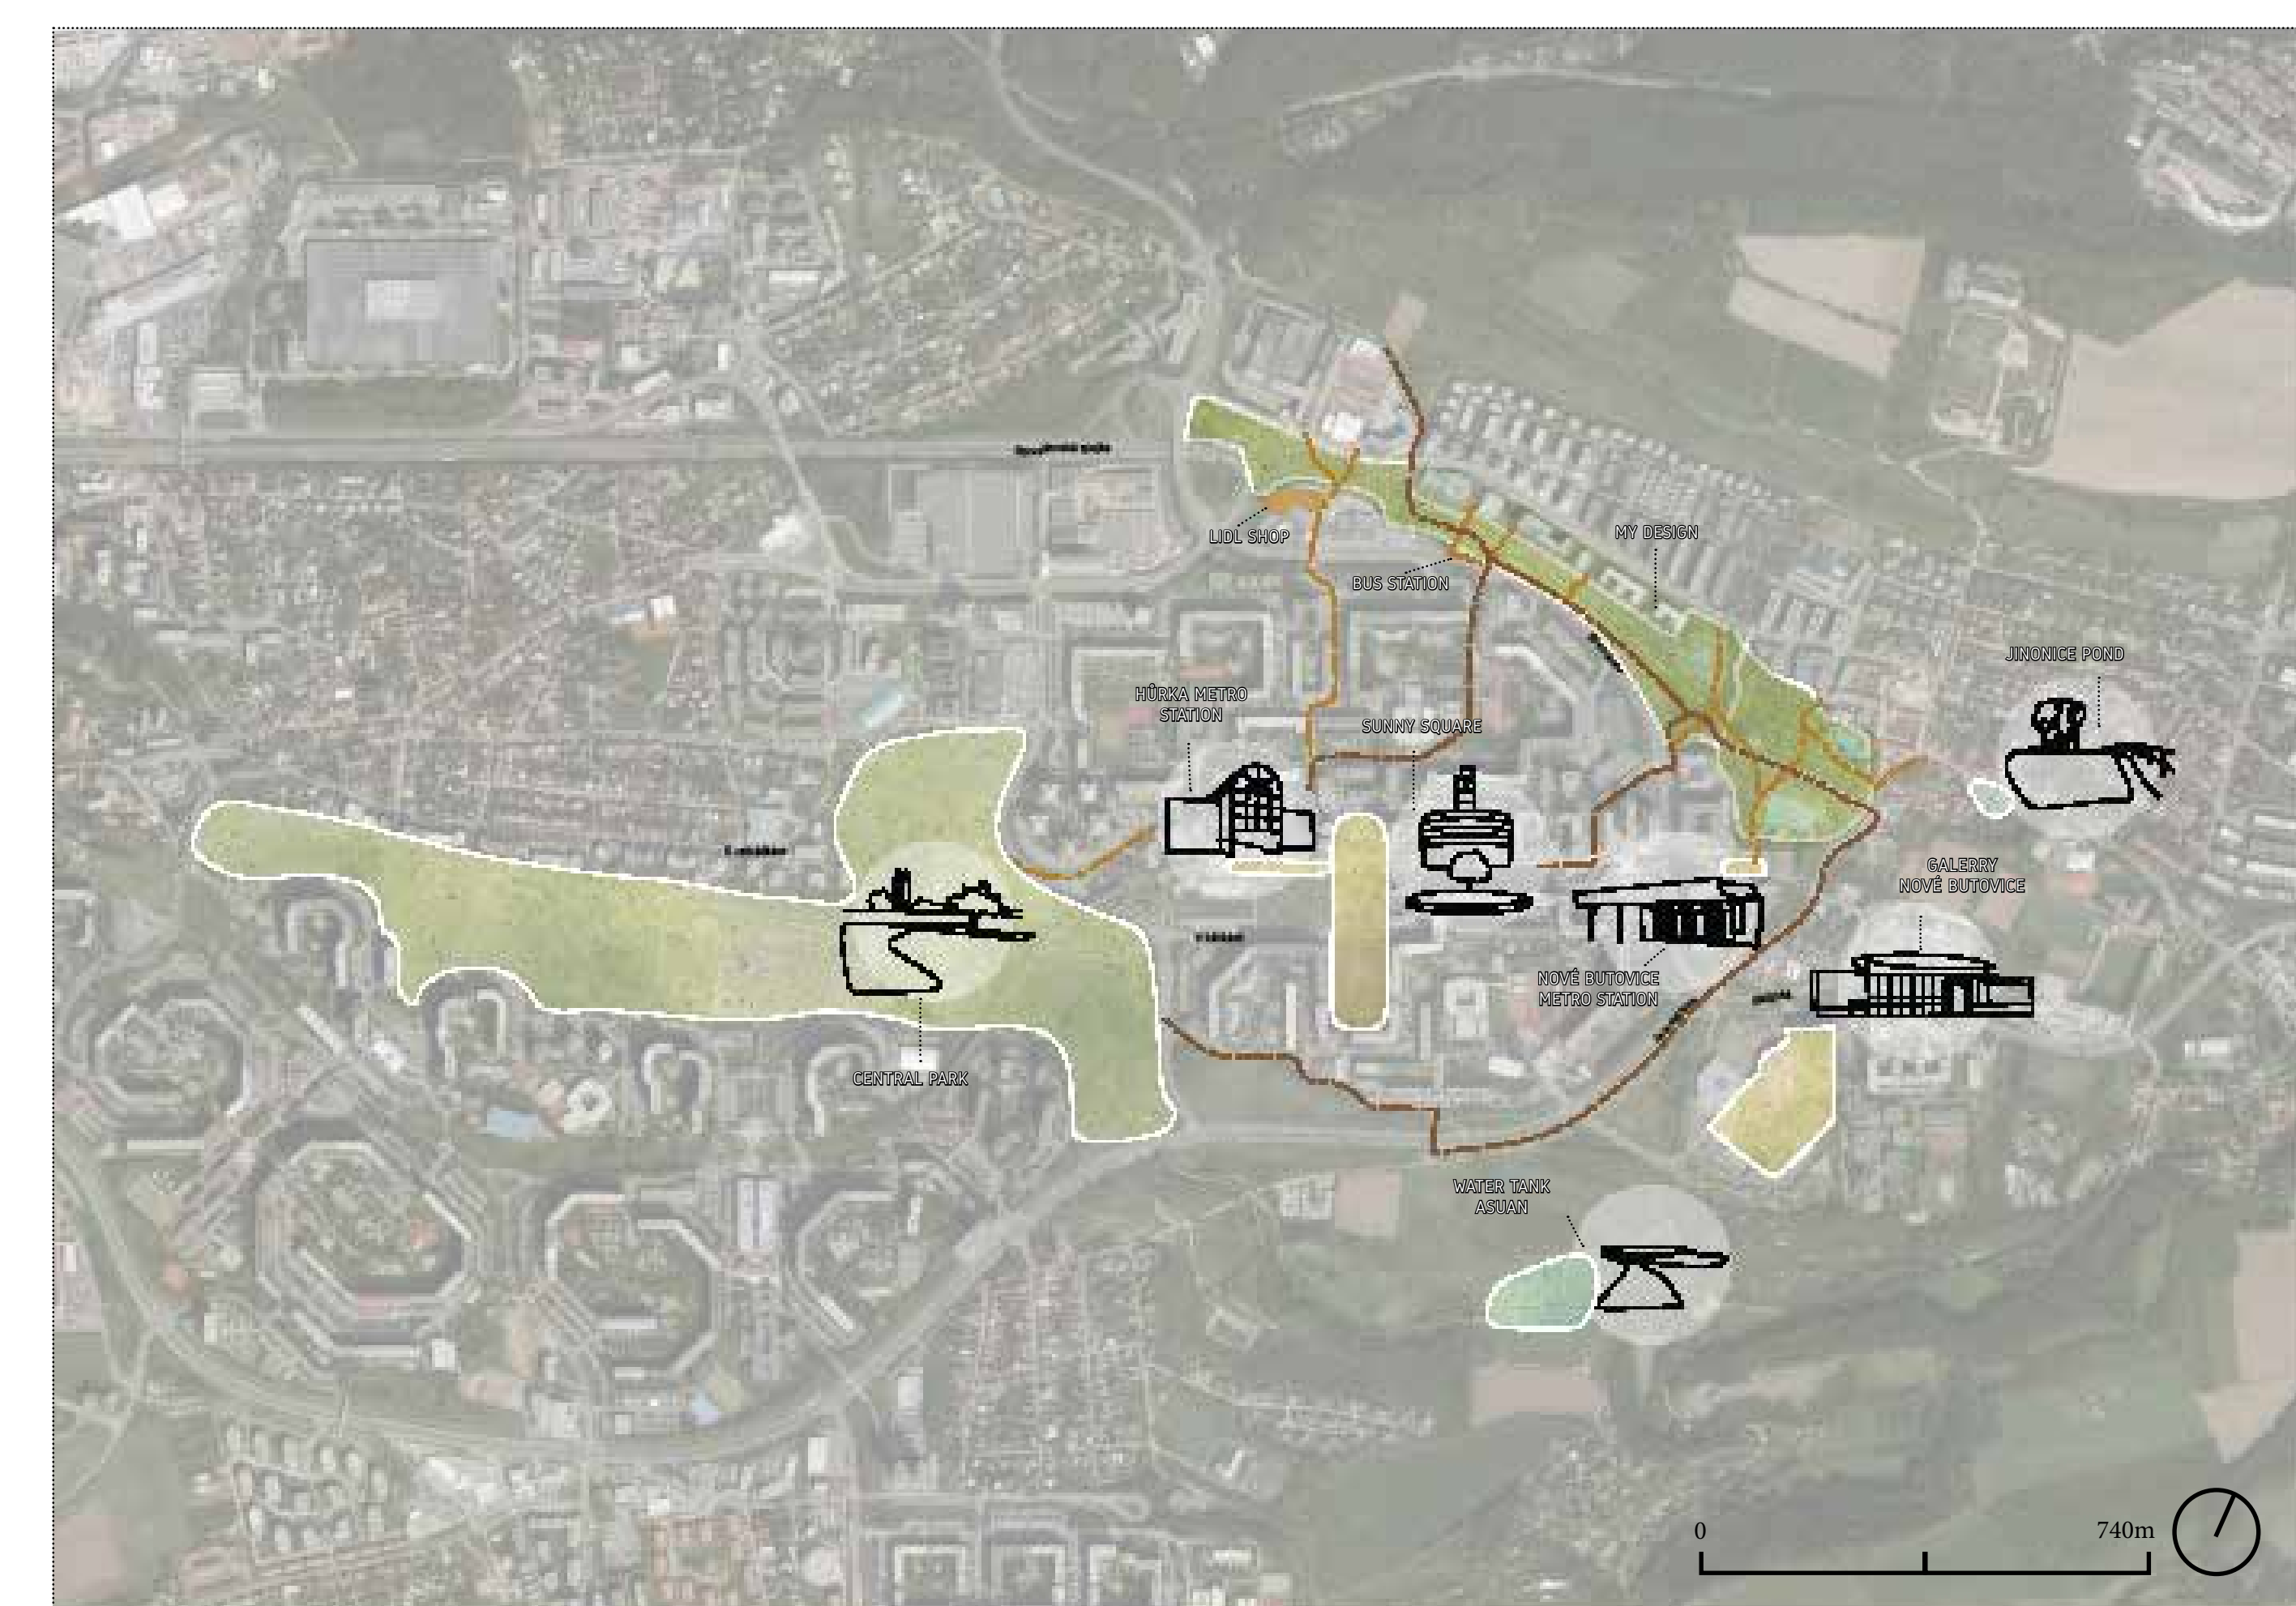 LIDL SHOP
MY DESIGN
BUS STATION
JINONICE POND
HŮRKA METRO
STATION
SUNNY SQUARE
GALERRY
NOVÉ BUTOVICE
NOVÉ BUTOVICE
METRO STATION
CENTRAL PARK
WATER TANK
ASUAN
0
740m